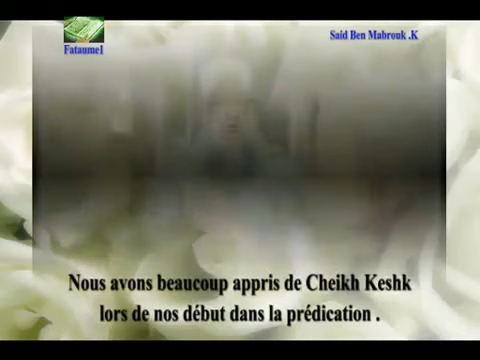 Fataume1
Said Ben Mabrouk .K
Nous avons beaucoup appris de Cheikh Keshk
lors de nos début dans la prédication .